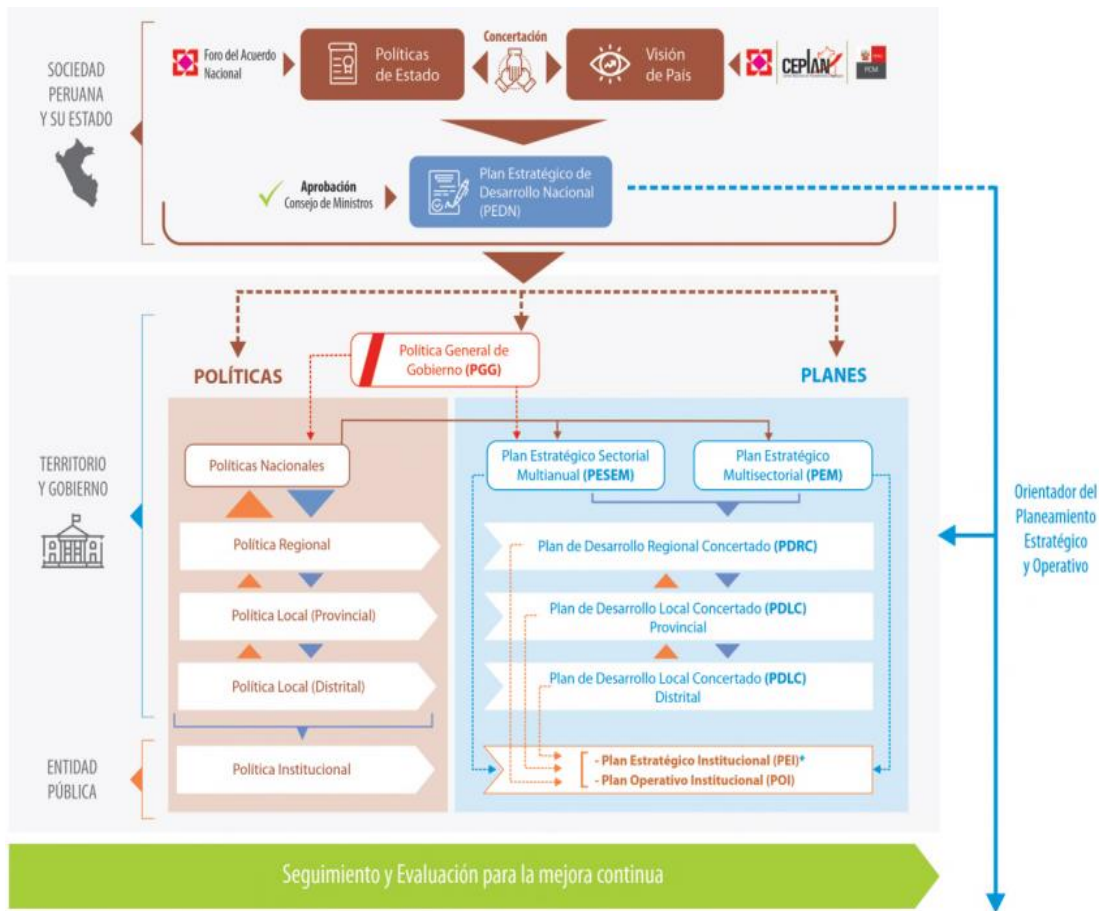 SOCIEDAD
PERUANA
Y SU ESTADO
Foro del Acuerdo
Nacional
Políticas
de Estado
Concertación
Visión
de País
CEPLAN
PCM
Aprobación
Consejo de Ministros
Plan Estratégico de
Desarrollo Nacional
(PEDN)
Política General de
Gobierno (PGG)
POLÍTICAS
PLANES
TERRITORIO
Y GOBIERNO
Políticas Nacionales
Plan Estratégico Sectorial
Multianual (PESEM)
Plan Estratégico
Multisectorial (PEM)
Política Regional
Plan de Desarrollo Regional Concertado (PDRC)
Política Local (Provincial)
Plan de Desarrollo Local Concertado (PDLC)
Provincial
Política Local (Distrital)
Plan de Desarrollo Local Concertado (PDLC)
Distrital
Orientador del
Planeamiento
Estratégico
y Operativo
ENTIDAD
PÚBLICA
Política Institucional
- Plan Estratégico Institucional (PEI)*
- Plan Operativo Institucional (POI)
Seguimiento y Evaluación para la mejora continua